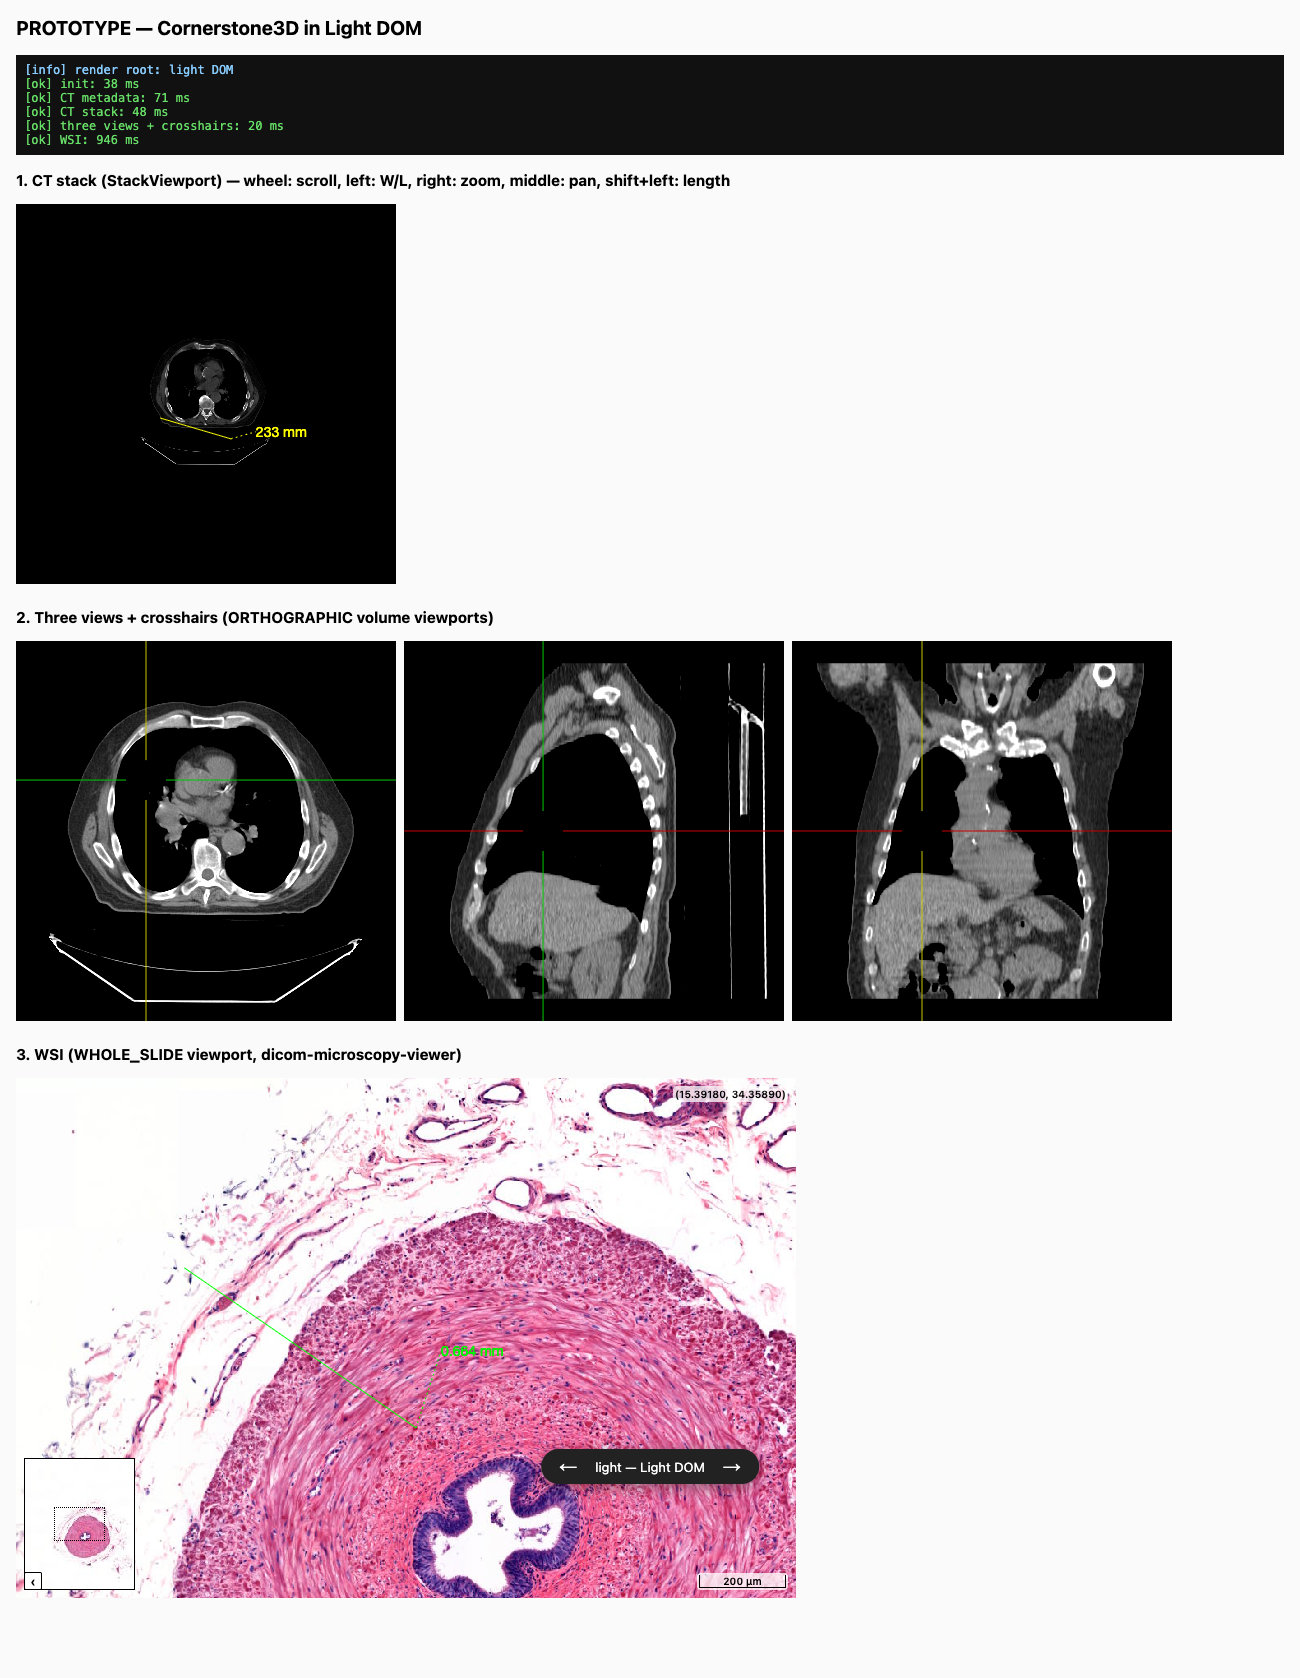 PROTOTYPE — Cornerstone3D in Light DOM
[info] render root: light DOM
[ok] init: 38 ms
[ok] CT metadata: 71 ms
[ok] CT stack: 48 ms
[ok] three views + crosshairs: 20 ms
[ok] WSI: 946 ms
1. CT stack (StackViewport) — wheel: scroll, left: W/L, right: zoom, middle: pan, shift+left: length
233 mm
2. Three views + crosshairs (ORTHOGRAPHIC volume viewports)
3. WSI (WHOLE_SLIDE viewport, dicom-microscopy-viewer)
(15.39180, 34.35890)
0.684 mm
← light — Light DOM →
‹
200 μm